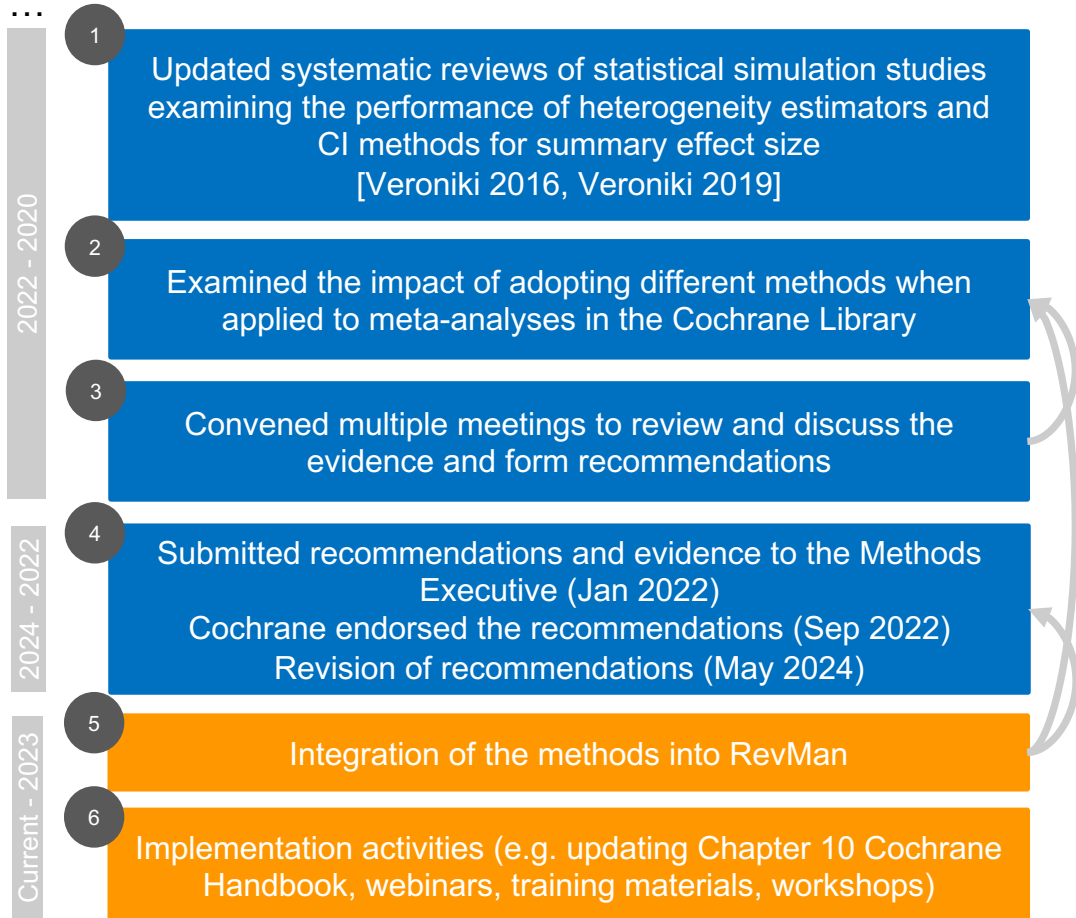 ...
2022 - 2020
1
Updated systematic reviews of statistical simulation studies
examining the performance of heterogeneity estimators and
CI methods for summary effect size
[Veroniki 2016, Veroniki 2019]
2
Examined the impact of adopting different methods when
applied to meta-analyses in the Cochrane Library
3
Convened multiple meetings to review and discuss the
evidence and form recommendations
2024 - 2022
4
Submitted recommendations and evidence to the Methods
Executive (Jan 2022)
Cochrane endorsed the recommendations (Sep 2022)
Revision of recommendations (May 2024)
Current - 2023
5
Integration of the methods into RevMan
6
Implementation activities (e.g. updating Chapter 10 Cochrane
Handbook, webinars, training materials, workshops)